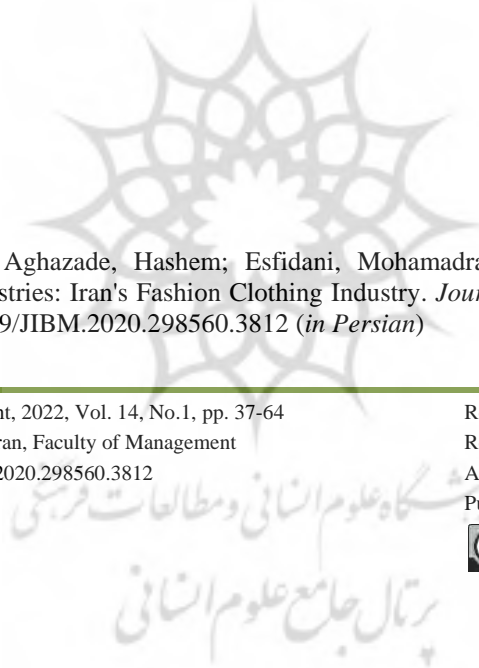 Aghazade, Hashem; Esfidani, Mohamadra
stries: Iran's Fashion Clothing Industry. Jour
9/JIBM.2020.298560.3812 (in Persian)
nt, 2022, Vol. 14, No.1, pp. 37-64 R
ran, Faculty of Management R
2020.298560.3812 A
شگاه علوم انسانی و مطالعات فرهنگی
Pu
پرتال جامع علوم انسانی